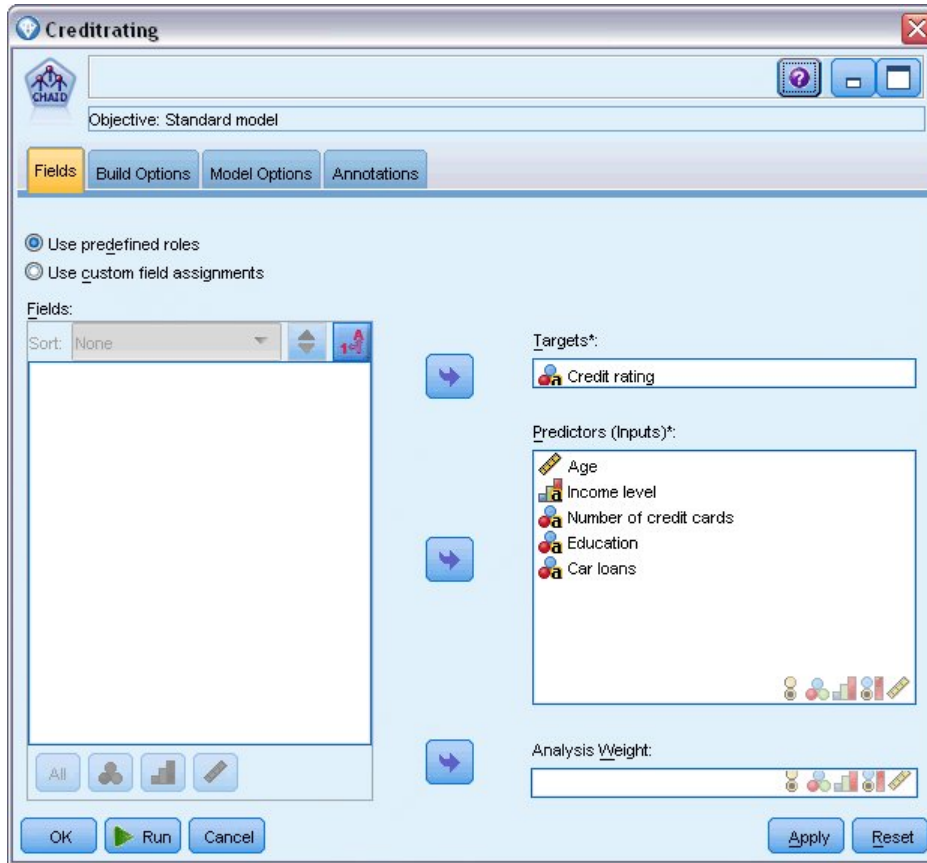 Creditrating
CHAID
Objective: Standard model
Fields Build Options Model Options Annotations
Use predefined roles
Use custom field assignments
Fields:
Sort: None
Targets*:
Credit rating
Predictors (Inputs)*:
Age
Income level
Number of credit cards
Education
Car loans
Analysis Weight:
All
OK Run Cancel Apply Reset